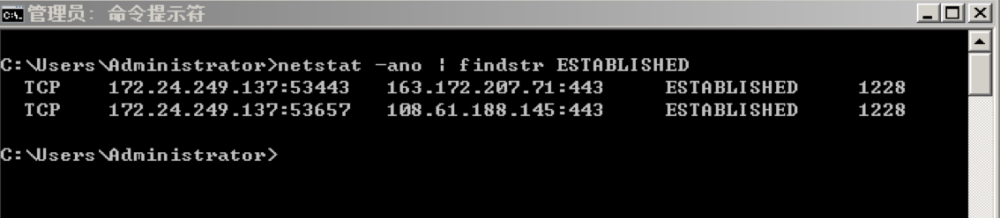 管理员: 命令提示符
C:\Users\Administrator>netstat -ano | findstr ESTABLISHED
TCP 172.24.249.137:53443 163.172.207.71:443 ESTABLISHED 1228
TCP 172.24.249.137:53657 108.61.188.145:443 ESTABLISHED 1228
C:\Users\Administrator>